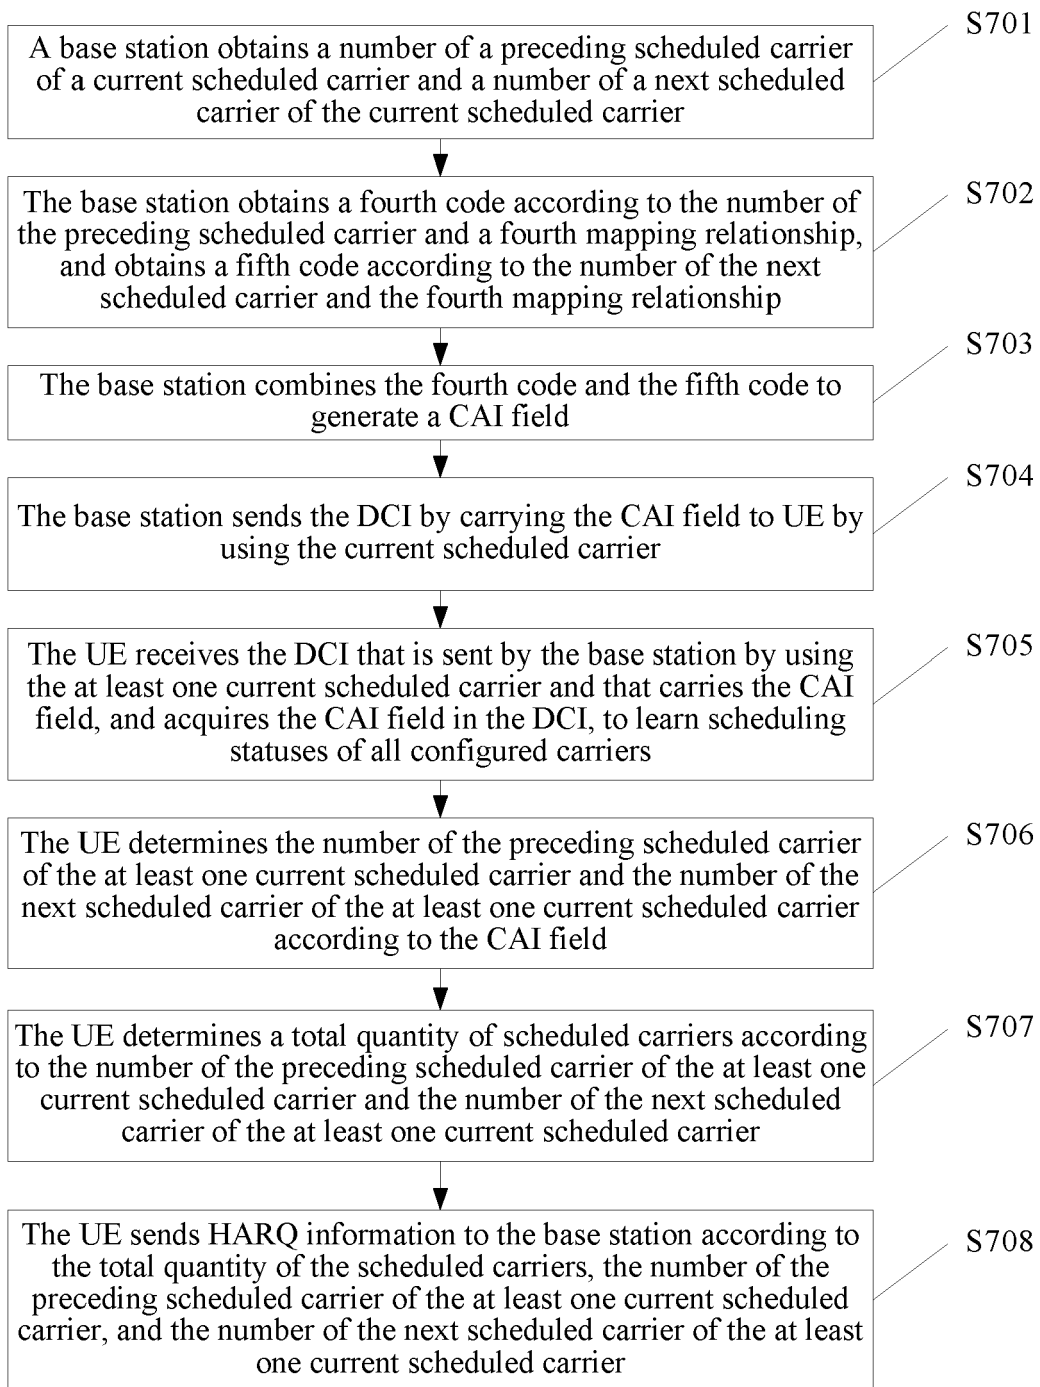 A base station obtains a number of a preceding scheduled carrier
of a current scheduled carrier and a number of a next scheduled
carrier of the current scheduled carrier
S701
The base station obtains a fourth code according to the number of
the preceding scheduled carrier and a fourth mapping relationship,
and obtains a fifth code according to the number of the next
scheduled carrier and the fourth mapping relationship
S702
The base station combines the fourth code and the fifth code to
generate a CAI field
S703
The base station sends the DCI by carrying the CAI field to UE by
using the current scheduled carrier
S704
The UE receives the DCI that is sent by the base station by using
the at least one current scheduled carrier and that carries the CAI
field, and acquires the CAI field in the DCI, to learn scheduling
statuses of all configured carriers
S705
The UE determines the number of the preceding scheduled carrier
of the at least one current scheduled carrier and the number of the
next scheduled carrier of the at least one current scheduled carrier
according to the CAI field
S706
The UE determines a total quantity of scheduled carriers according
to the number of the preceding scheduled carrier of the at least one
current scheduled carrier and the number of the next scheduled
carrier of the at least one current scheduled carrier
S707
The UE sends HARQ information to the base station according to
the total quantity of the scheduled carriers, the number of the
preceding scheduled carrier of the at least one current scheduled
carrier, and the number of the next scheduled carrier of the at least
one current scheduled carrier
S708